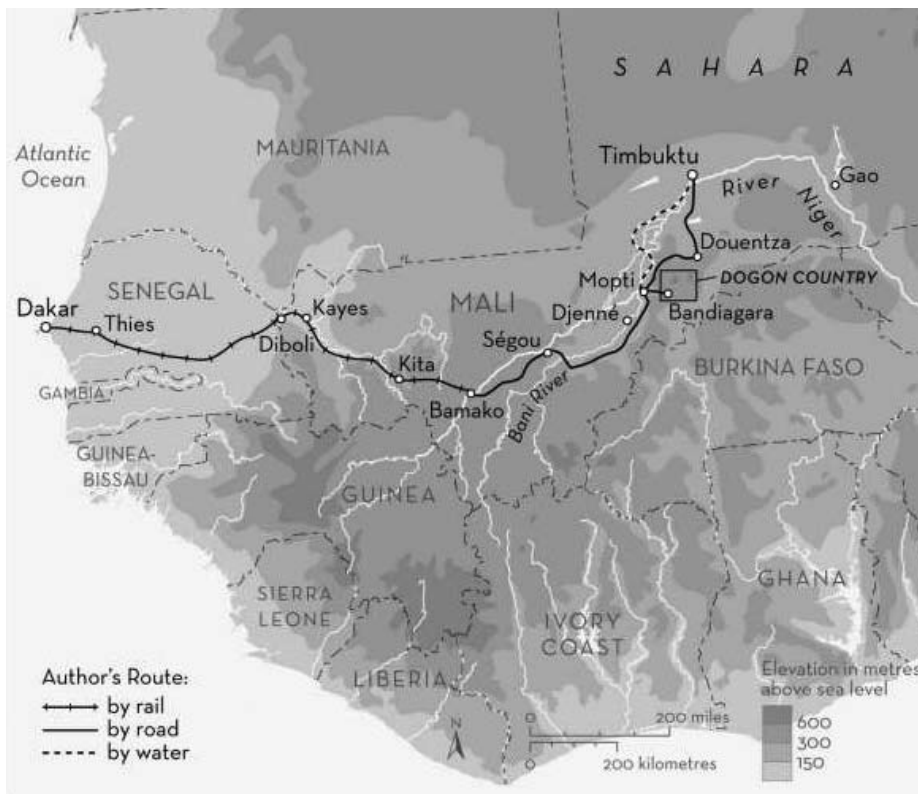 SAHARA
MAURITANIA
Atlantic
Ocean
Timbuktu
River
Niger
Gao
Douentza
DOGON COUNTRY
Mopti
Bandiagara
Djenné
MALI
SENEGAL
Kayes
Dakar
Thies
Diboli
Ségou
Kita
Bamako
Bani River
BURKINA FASO
GAMBIA
GUINEA-
BISSAU
GUINEA
SIERRA
LEONE
LIBERIA
IVORY
COAST
GHANA
Author's Route:
by rail
by road
by water
N
0 200 miles
0 200 kilometres
Elevation in metres
above sea level
600
300
150